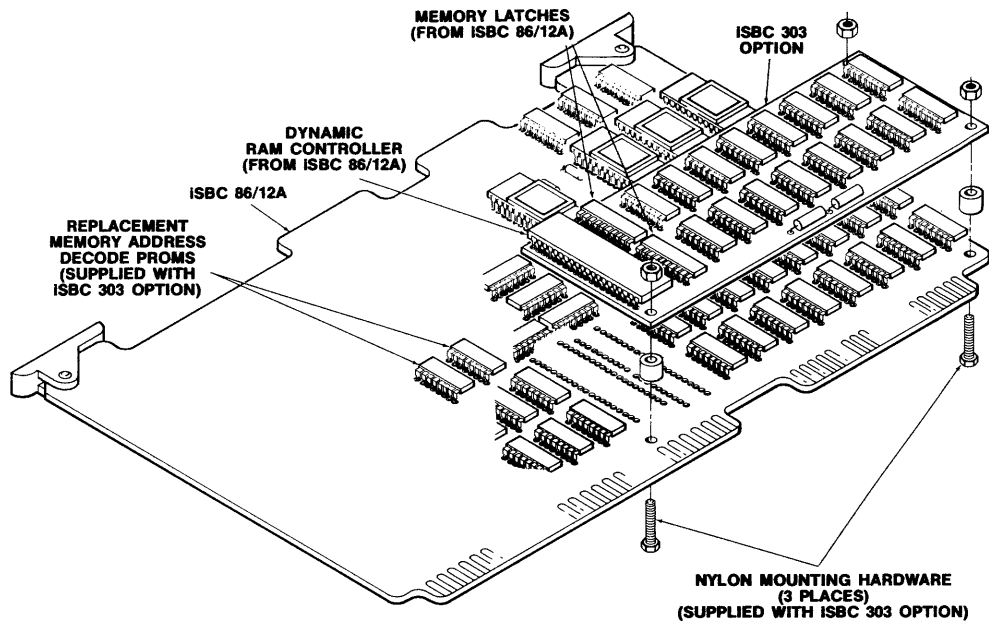 MEMORY LATCHES
(FROM iSBC 86/12A)
iSBC 303
OPTION
DYNAMIC
RAM CONTROLLER
(FROM iSBC 86/12A)
iSBC 86/12A
REPLACEMENT
MEMORY ADDRESS
DECODE PROMS
(SUPPLIED WITH
iSBC 303 OPTION)
NYLON MOUNTING HARDWARE
(3 PLACES)
(SUPPLIED WITH iSBC 303 OPTION)